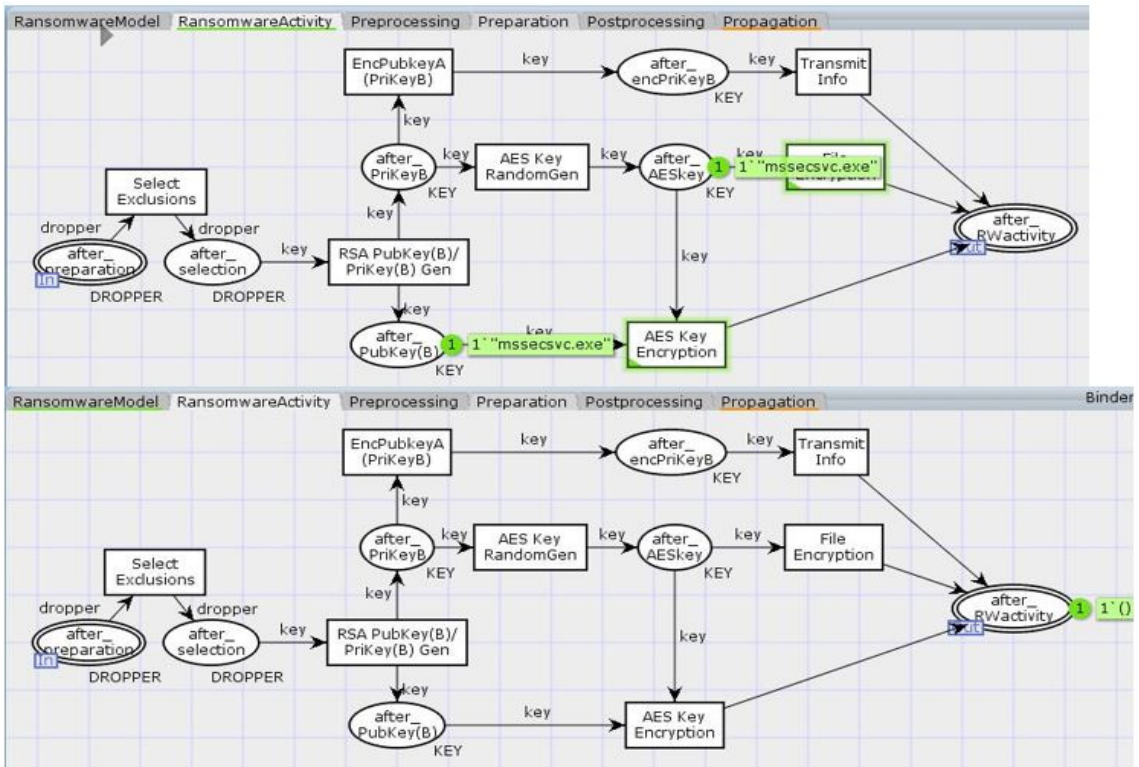 RansomwareModel RansomwareActivity Preprocessing Preparation Postprocessing Propagation
EncPubkeyA
(PriKeyB)
key
after_
encPriKeyB
KEY
key
Transmit
Info
key
after_
PriKeyB
KEY
key
AES Key
RandomGen
key
after_
AESkey
KEY
1
key
1`"mssecsvc.exe"
File
Encryption
Select
Exclusions
dropper
dropper
after_
preparation
In
DROPPER
after_
selection
DROPPER
key
key
RSA PubKey(B)/
PriKey(B) Gen
key
after_
RWactivity
key
after_
PubKey(B)
KEY
1
key
1`"mssecsvc.exe"
AES Key
Encryption
RansomwareModel RansomwareActivity Preprocessing Preparation Postprocessing Propagation Binder
EncPubkeyA
(PriKeyB)
key
after_
encPriKeyB
KEY
key
Transmit
Info
key
after_
PriKeyB
KEY
key
AES Key
RandomGen
key
after_
AESkey
KEY
key
File
Encryption
Select
Exclusions
dropper
dropper
after_
preparation
In
DROPPER
after_
selection
DROPPER
key
key
RSA PubKey(B)/
PriKey(B) Gen
key
after_
RWactivity
1
1`()
key
after_
PubKey(B)
KEY
key
AES Key
Encryption